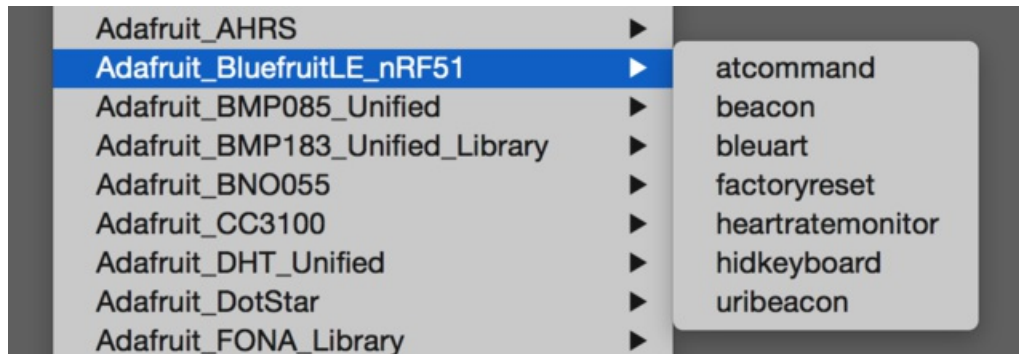 Adafruit_AHRS
Adafruit_BluefruitLE_nRF51
Adafruit_BMP085_Unified
Adafruit_BMP183_Unified_Library
Adafruit_BNO055
Adafruit_CC3100
Adafruit_DHT_Unified
Adafruit_DotStar
Adafruit_FONA_Library
atcommand
beacon
bleuart
factoryreset
heartratemonitor
hidkeyboard
uribeacon